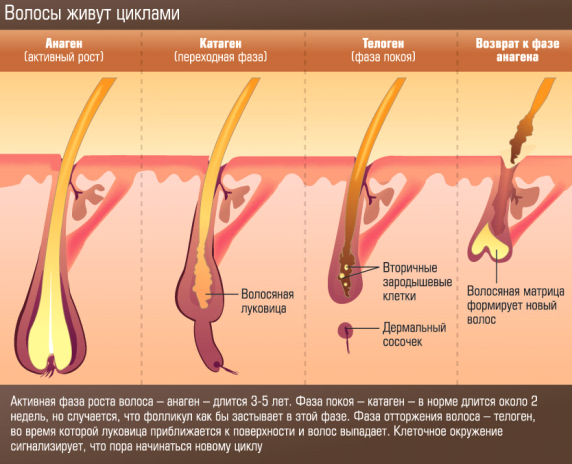 Волосы живут циклами
Анаген
(активный рост)
Катаген
(переходная фаза)
Телоген
(фаза покоя)
Возврат к фазе
анагена
Волосяная
луковица
Вторичные
зародышевые
клетки
Дермальный
сосочек
Волосяная матрица
формирует новый
волос
Активная фаза роста волоса – анаген – длится 3-5 лет. Фаза покоя – катаген – в норме длится около 2
недель, но случается, что фолликул как бы застывает в этой фазе. Фаза отторжения волоса – телоген,
во время которой луковица приближается к поверхности и волос выпадает. Клеточное окружение
сигнализирует, что пора начинаться новому циклу